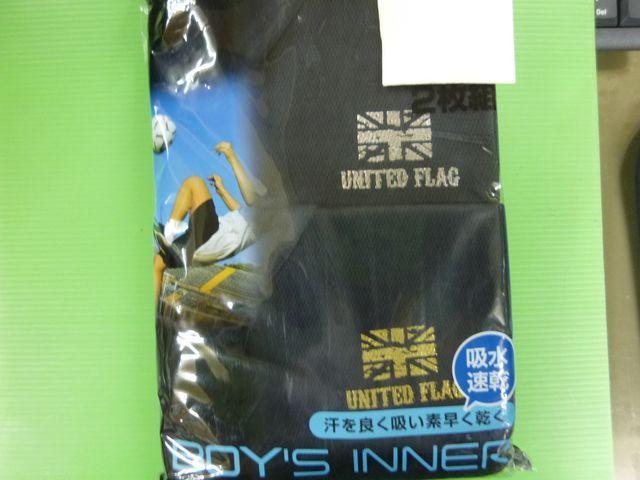 2枚組
UNITED FLAG
UNITED FLAG
吸水
速乾
汗を良く吸い素早く乾く
BOY'S INNER
Del